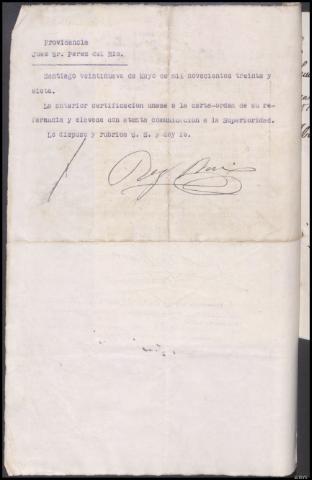 Providencia
Juez Sr. Perez del Rio.
Santiago veintinueve de Mayo de mil novecientos treinta y
siete.
La anterior certificacion unase a la carta-orden de su re-
ferencia y elevese con atenta comunicacion a la Superioridad.
Lo dispuso y rubrica S. S. y doy fe.